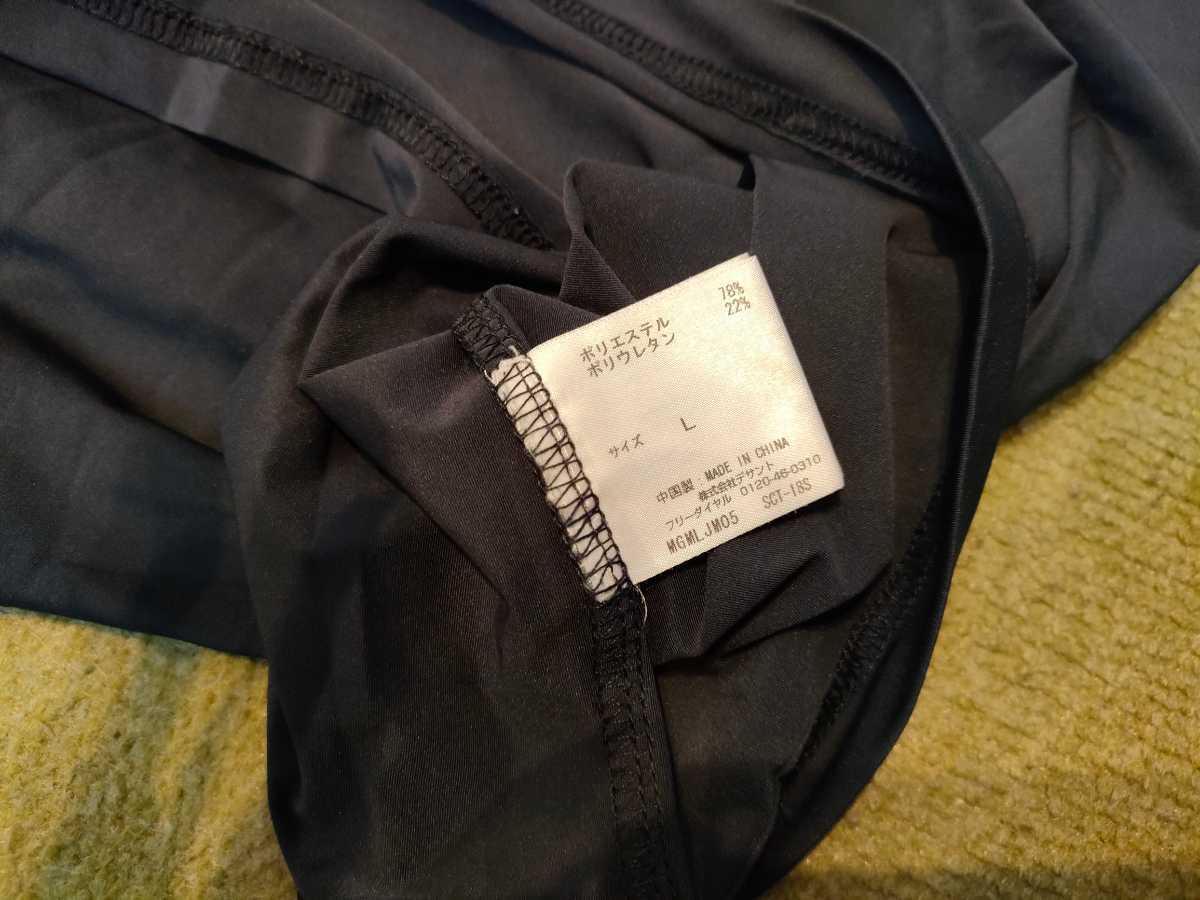 ポリエステル 78%
ポリウレタン 22%
サイズ L
中国製 MADE IN CHINA
株式会社デサント
フリーダイヤル 0120-46-0310
MGMLJM05 SCT-18S